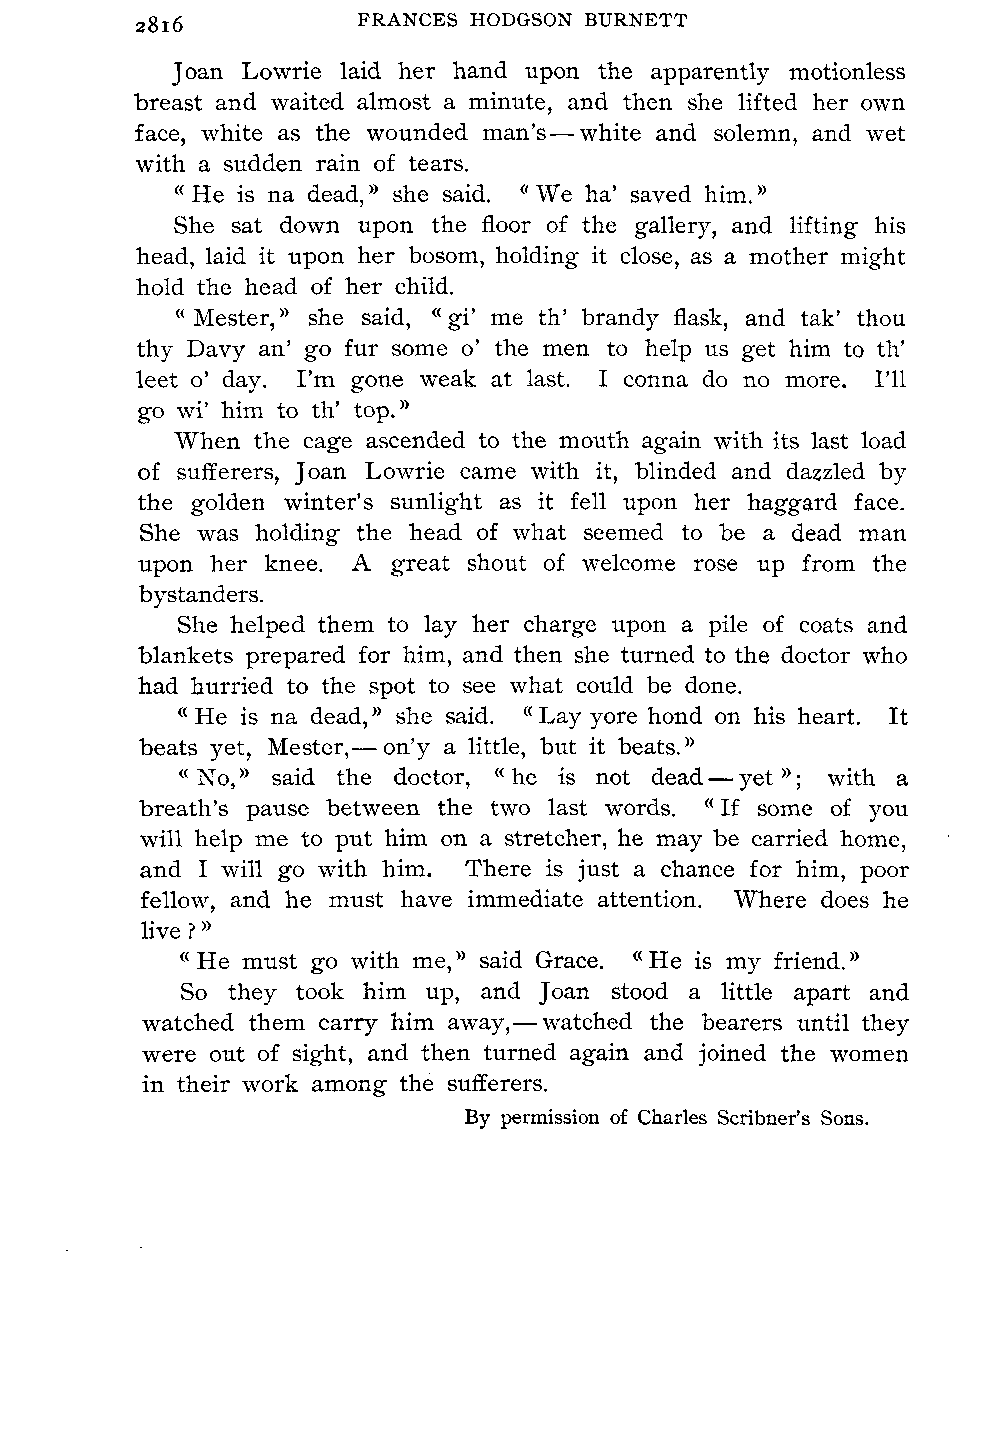 2816
FRANCES HODGSON BURNETT
Joan Lowrie laid her hand upon the apparently motionless
breast and waited almost a minute, and then she lifted her own
face, white as the wounded man's—white and solemn, and wet
with a sudden rain of tears.
« He is na dead,» she said. « We ha' saved him.»
She sat down upon the floor of the gallery, and lifting his
head, laid it upon her bosom, holding it close, as a mother might
hold the head of her child.
« Mester,» she said, « gi' me th' brandy flask, and tak' thou
thy Davy an' go fur some o' the men to help us get him to th'
leet o' day. I'm gone weak at last. I conna do no more. I'll
go wi' him to th' top.»
When the cage ascended to the mouth again with its last load
of sufferers, Joan Lowrie came with it, blinded and dazzled by
the golden winter's sunlight as it fell upon her haggard face.
She was holding the head of what seemed to be a dead man
upon her knee. A great shout of welcome rose up from the
bystanders.
She helped them to lay her charge upon a pile of coats and
blankets prepared for him, and then she turned to the doctor who
had hurried to the spot to see what could be done.
« He is na dead,» she said. « Lay yore hond on his heart. It
beats yet, Mester,— on'y a little, but it beats.»
« No,» said the doctor, « he is not dead — yet »; with a
breath's pause between the two last words. « If some of you
will help me to put him on a stretcher, he may be carried home,
and I will go with him. There is just a chance for him, poor
fellow, and he must have immediate attention. Where does he
live ? »
« He must go with me,» said Grace. « He is my friend.»
So they took him up, and Joan stood a little apart and
watched them carry him away,— watched the bearers until they
were out of sight, and then turned again and joined the women
in their work among the sufferers.
By permission of Charles Scribner's Sons.